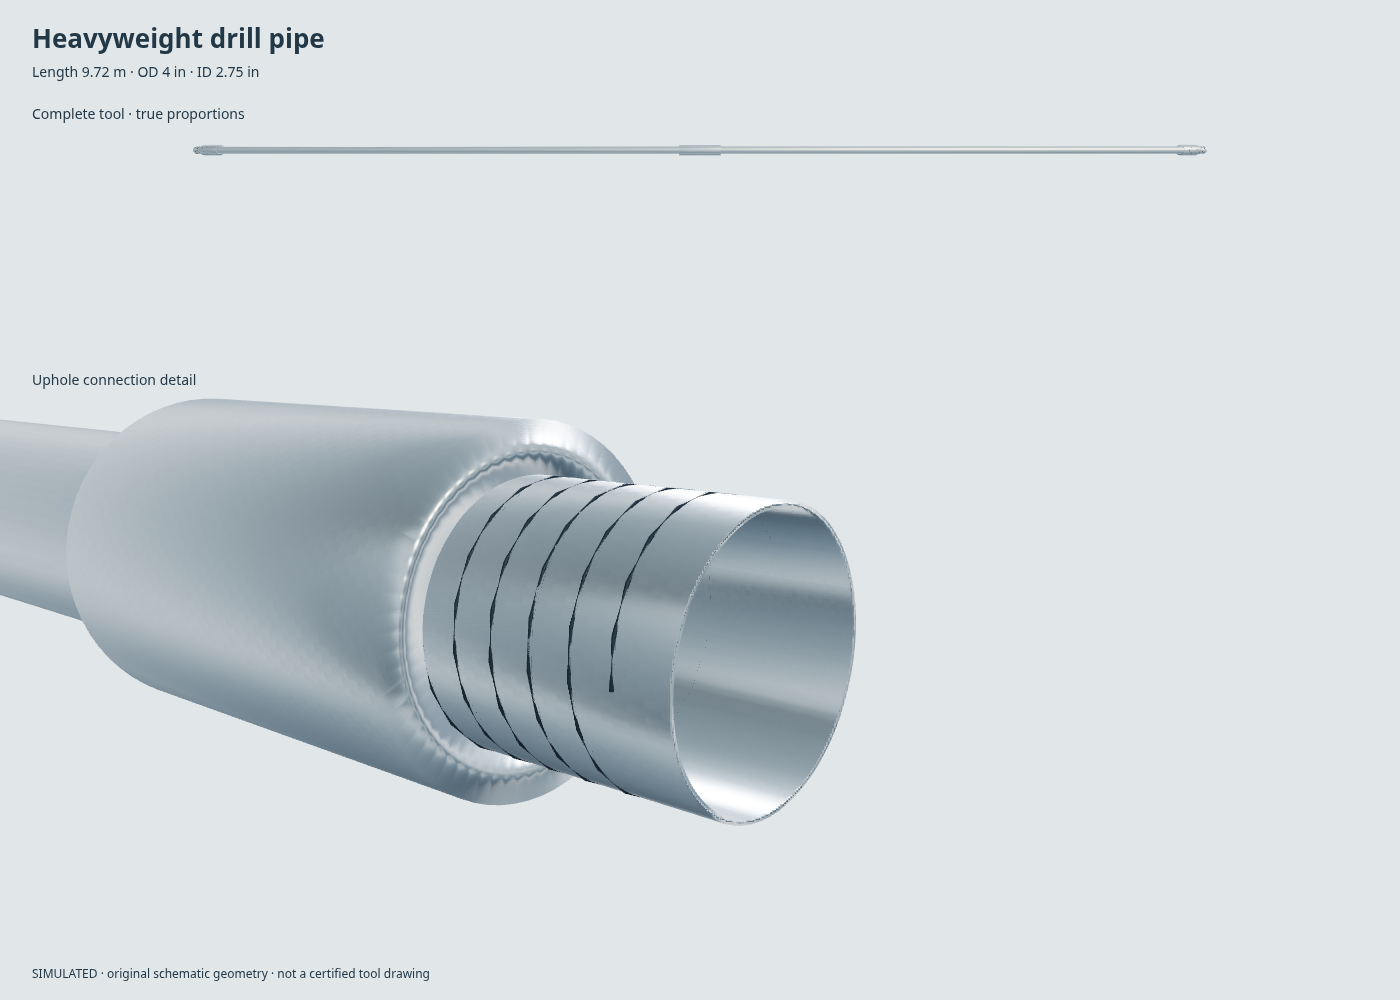 Heavyweight drill pipe
Length 9.72 m · OD 4 in · ID 2.75 in
Complete tool · true proportions
Uphole connection detail
SIMULATED · original schematic geometry · not a certified tool drawing